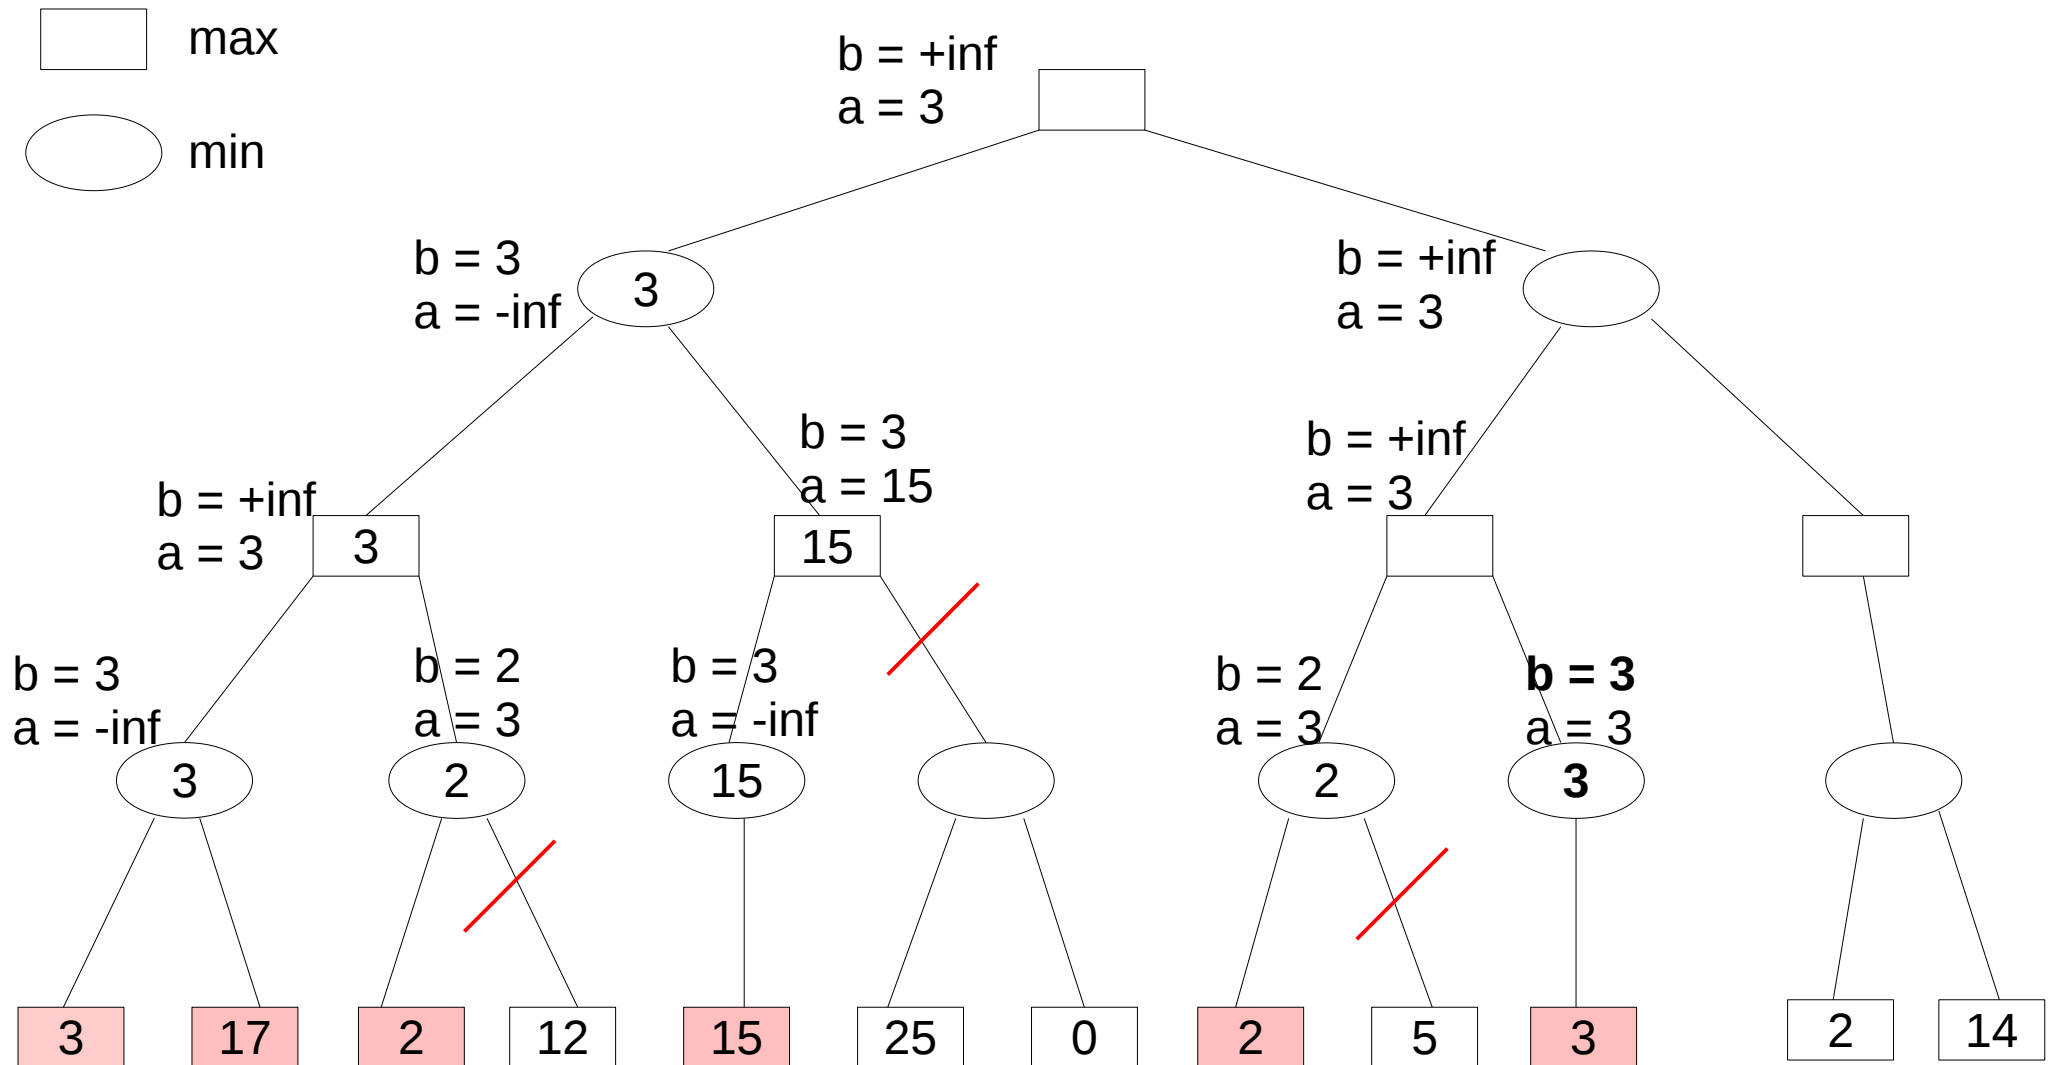 max
b = +inf
a = 3
min
b = 3
a = -inf
3
b = +inf
a = 3
b = 3
a = 15
b = +inf
a = 3
b = +inf
a = 3
3
15
b = 3
a = -inf
b = 2
a = 3
b = 3
a = -inf
b = 2
a = 3
b = 3
a = 3
3
2
15
2
3
3
17
2
12
15
25
0
2
5
3
2
14